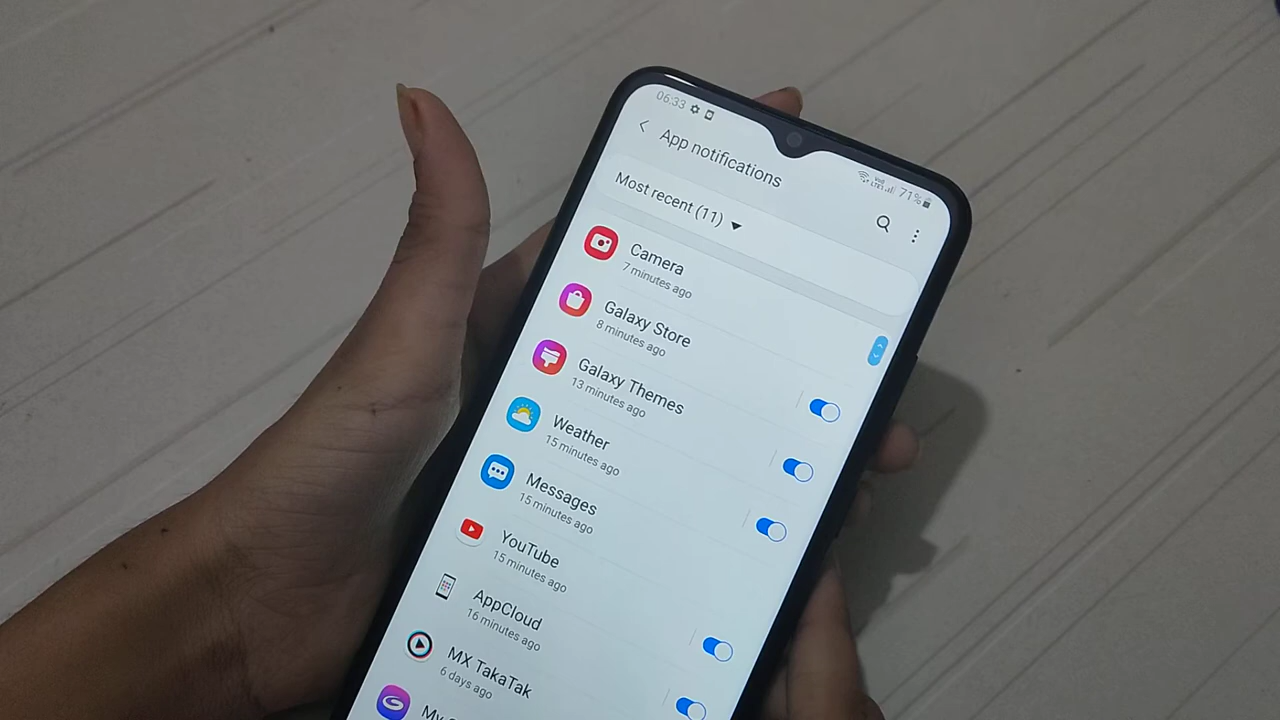 06:33
71%
App notifications
Most recent (11)
Camera
7 minutes ago
Galaxy Store
8 minutes ago
Galaxy Themes
13 minutes ago
Weather
15 minutes ago
Messages
15 minutes ago
YouTube
15 minutes ago
AppCloud
16 minutes ago
MX TakaTak
6 days ago
My